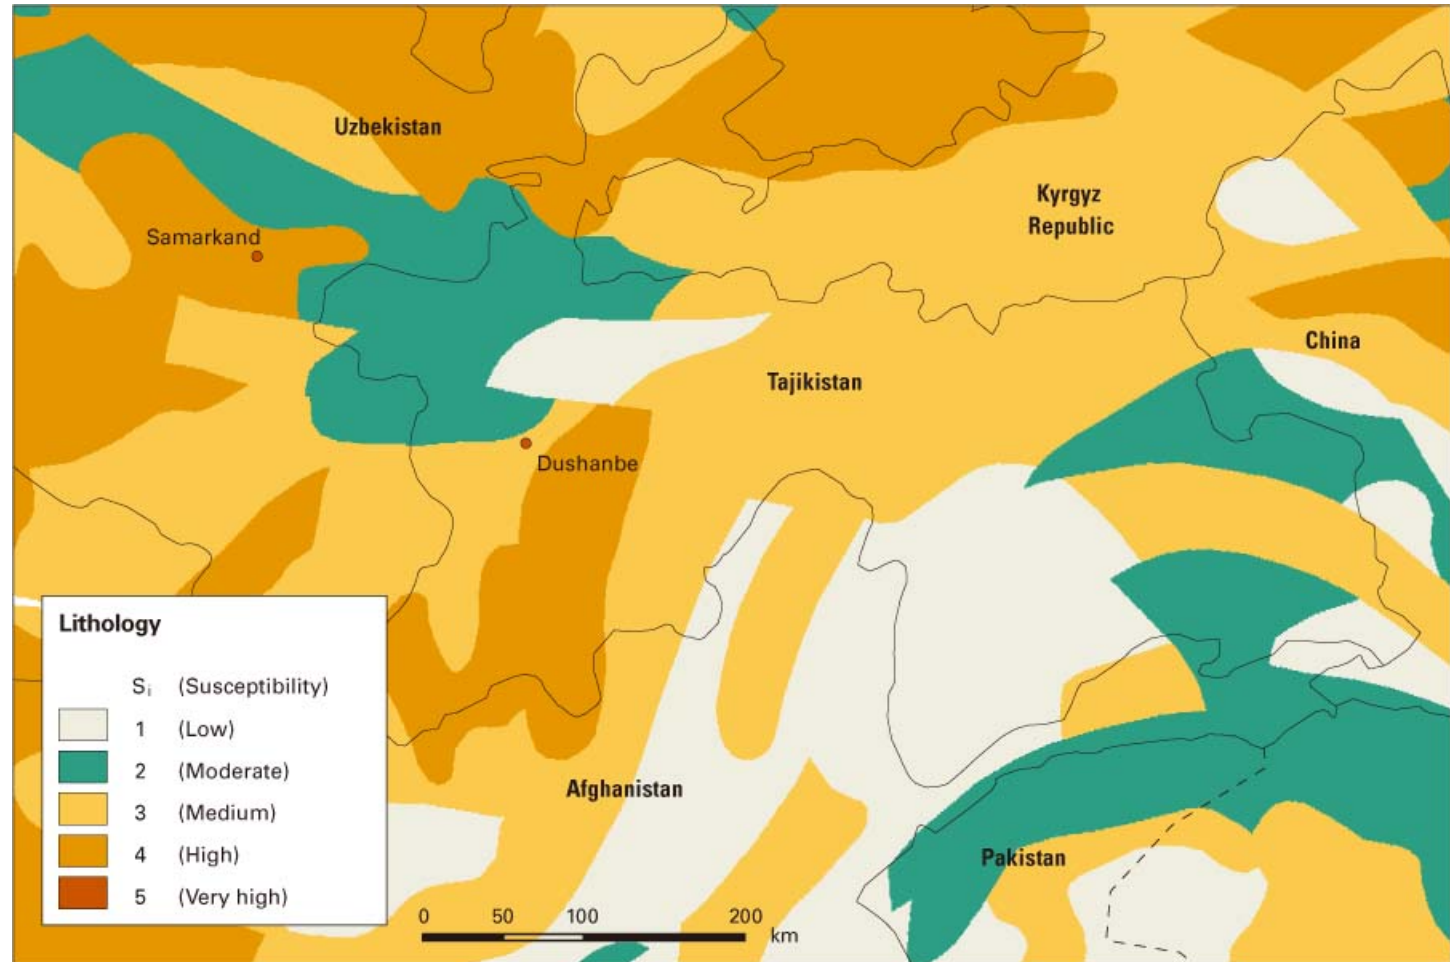 Uzbekistan
Kyrgyz
Republic
Samarkand
China
Tajikistan
Dushanbe
Afghanistan
Pakistan
Lithology
Si (Susceptibility)
1 (Low)
2 (Moderate)
3 (Medium)
4 (High)
5 (Very high)
0 50 100 200
km